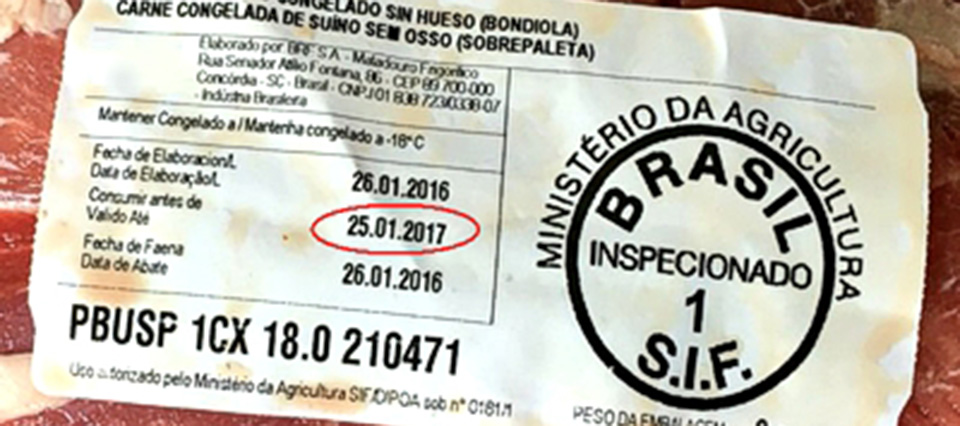 CONGELADO SIN HUESO (BONDIOLA)
CARNE CONGELADA DE SUÍNO SEM OSSO (SOBREPALETA)
Elaborado por BRF S.A - Matadouro Frigorífico
Rua Senador Attilio Fontana, 86 - CEP 89 700-000
Concórdia - SC - Brasil - CNPJ 01 838 723/0338-07
- Indústria Brasileira
Mantener Congelado a / Mantenha congelado a -18°C
Fecha de Elaboracion/L
Data de Elaboração/L
26.01.2016
Consumir antes de
Valido Até
25.01.2017
Fecha de Faena
Data de Abate
26.01.2016
PBUSP 1CX 18.0 210471
Uso autorizado pelo Ministério da Agricultura SIF/DIPOA sob n° 0181/1
MINISTÉRIO DA AGRICULTURA
BRASIL
INSPECIONADO
1
S.I.F.
PESO DA EMBALAGEM